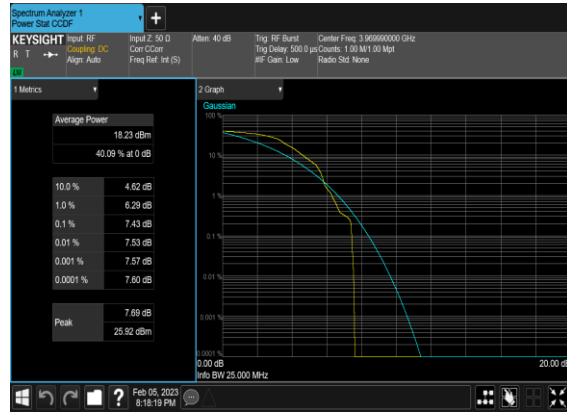 Spectrum Analyzer 1
Power Stat CCDF
KEYSIGHT
R T
Input: RF
Coupling: DC
Align: Auto
Input Z: 50 Ω
Corr CCorr
Freq Ref: Int (S)
Atten: 40 dB
Trig: RF Burst
Trig Delay: 500.0 µs
#IF Gain: Low
Center Freq: 3.969990000 GHz
Counts: 1.00 M/1.00 Mpt
Radio Std: None
1 Metrics
Average Power
18.23 dBm
40.09 % at 0 dB
10.0 % 4.62 dB
1.0 % 6.29 dB
0.1 % 7.43 dB
0.01 % 7.53 dB
0.001 % 7.57 dB
0.0001 % 7.60 dB
Peak
7.69 dB
25.92 dBm
2 Graph
Gaussian
100 %
10 %
1 %
0.1 %
0.01 %
0.001 %
0.0001 %
0.00 dB
20.00 dB
Info BW 25.000 MHz
Feb 05, 2023
8:18:19 PM